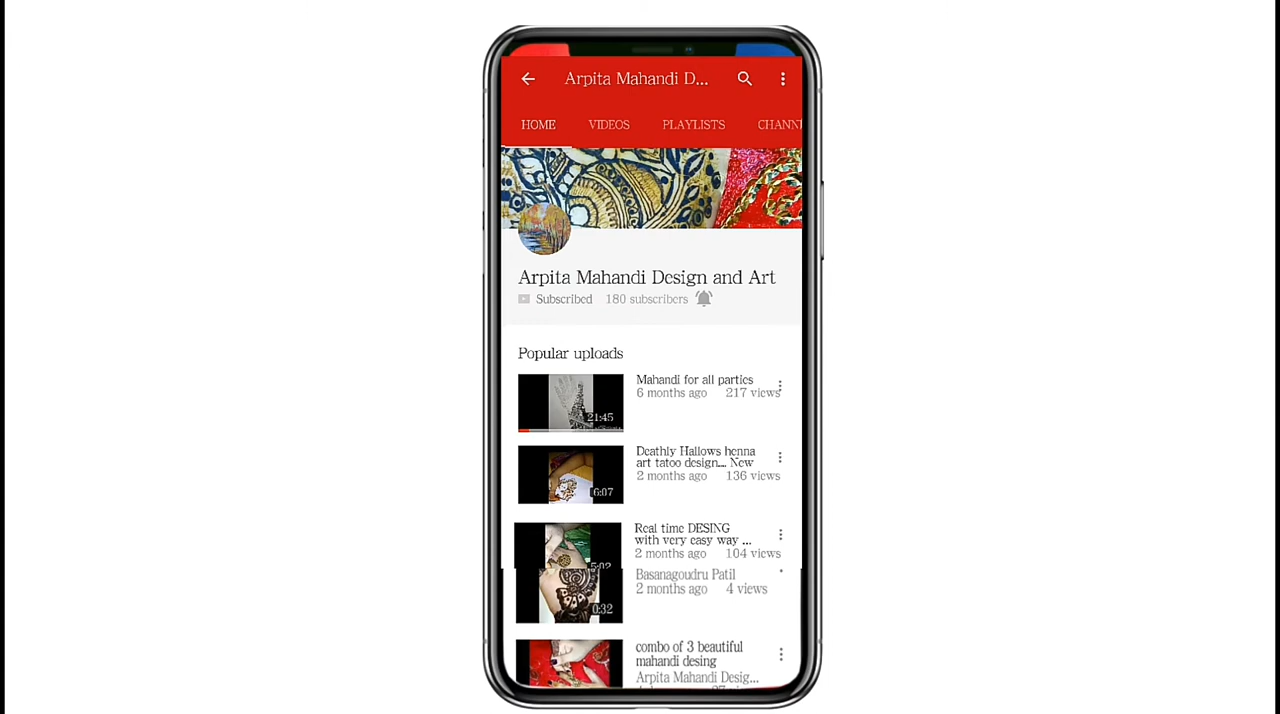 Arpita Mahandi D...
HOME VIDEOS PLAYLISTS CHANN
Arpita Mahandi Design and Art
Subscribed 180 subscribers
Popular uploads
21:45
Mahandi for all parties
6 months ago 217 views
6:07
Deathly Hallows henna
art tatoo design.... New
2 months ago 136 views
5:02
Real time DESING
with very easy way ...
2 months ago 104 views
0:32
Basanagoudru Patil
2 months ago 4 views
combo of 3 beautiful
mahandi desing
Arpita Mahandi Desig...